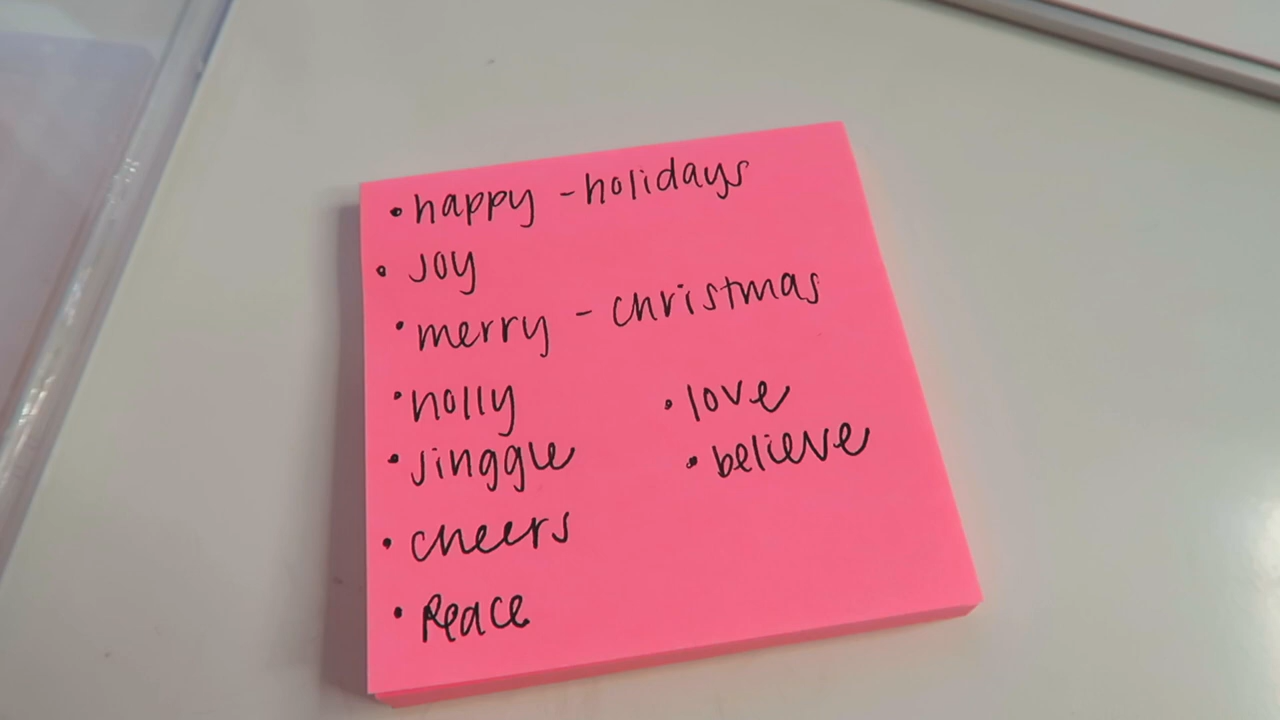 • happy - holidays
• Joy
• merry - christmas
• holly
• jinggle
• cheers
• Peace
• love
• believe